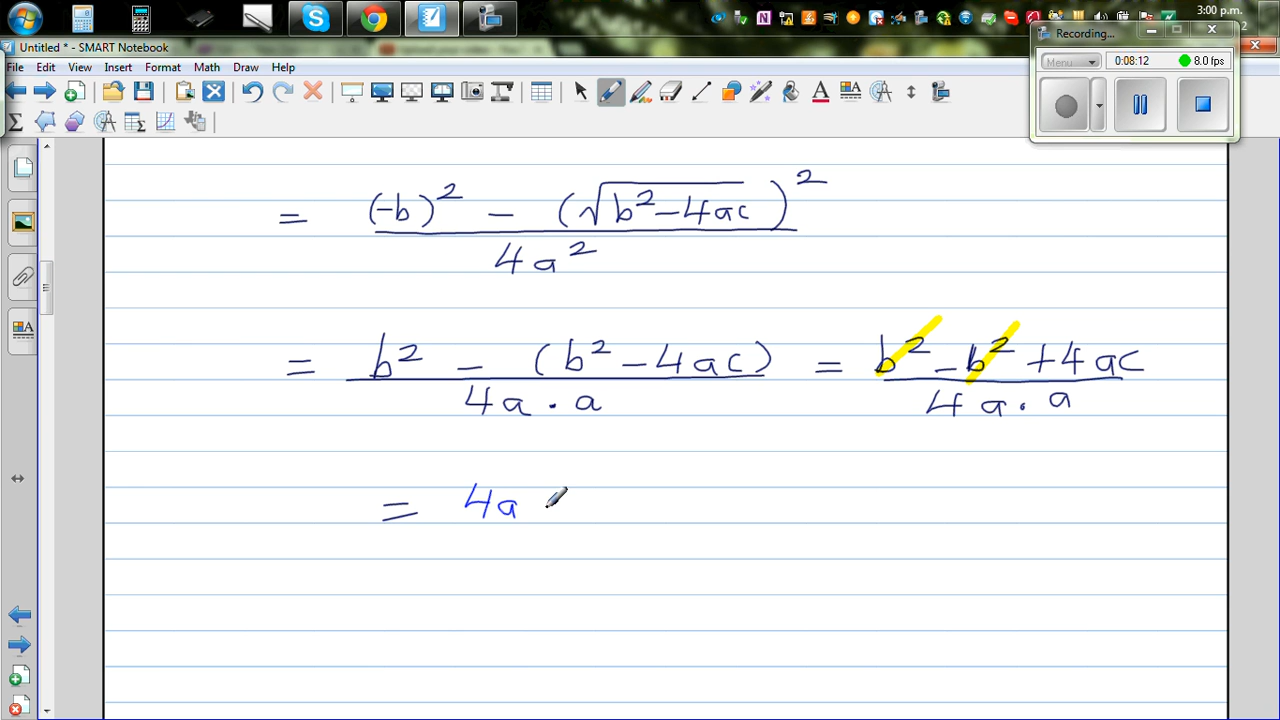 3:00 p.m.
2
Untitled * - SMART Notebook
Recording...
File Edit View Insert Format Math Draw Help
Menu 0:08:12 8.0 fps
= (-b)² - (√b²-4ac)²
4a²
= b² - (b² - 4ac) = b² - b² + 4ac
4a . a 4a . a
= 4a